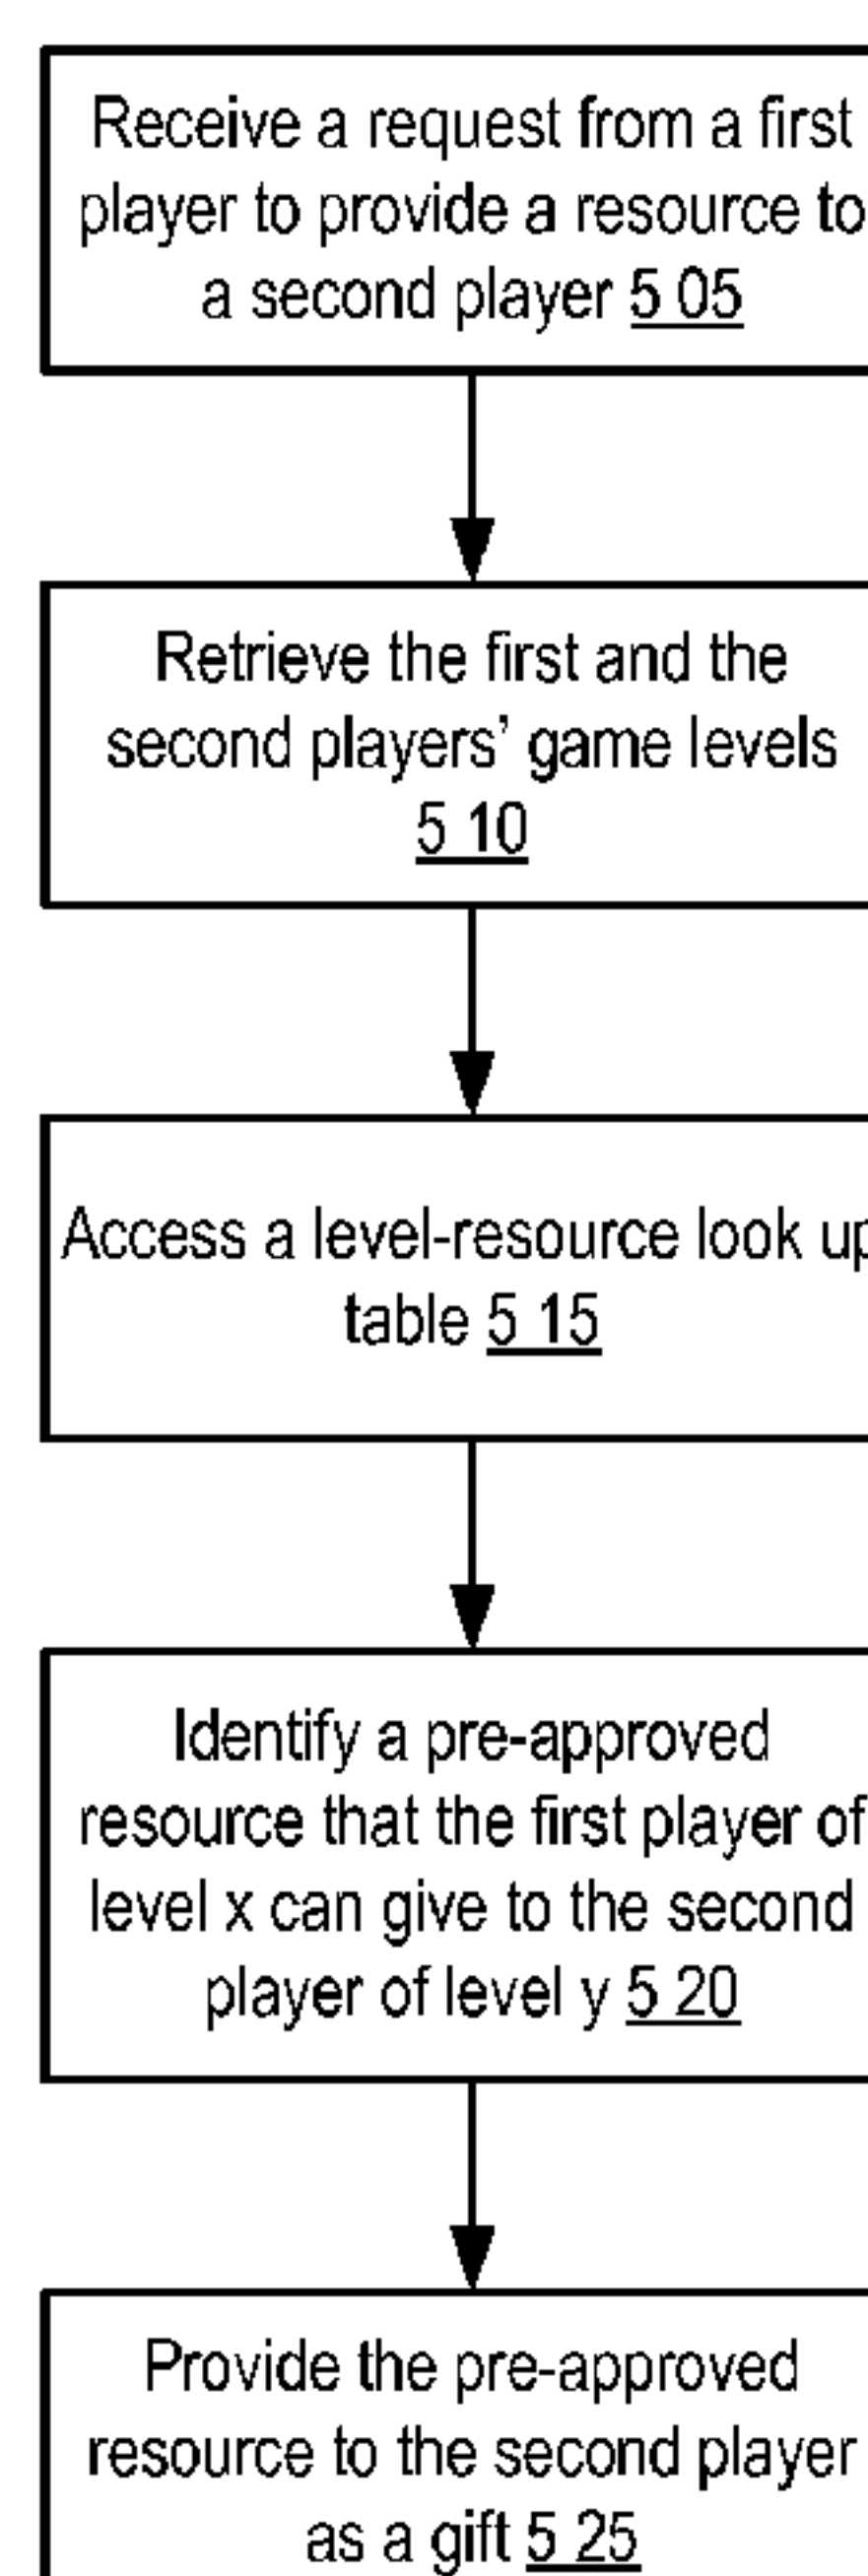 Receive a request from a first
player to provide a resource to
a second player 5 05
Retrieve the first and the
second players’ game levels
5 10
Access a level-resource look up
table 5 15
Identify a pre-approved
resource that the first player of
level x can give to the second
player of level y 5 20
Provide the pre-approved
resource to the second player
as a gift 5 25